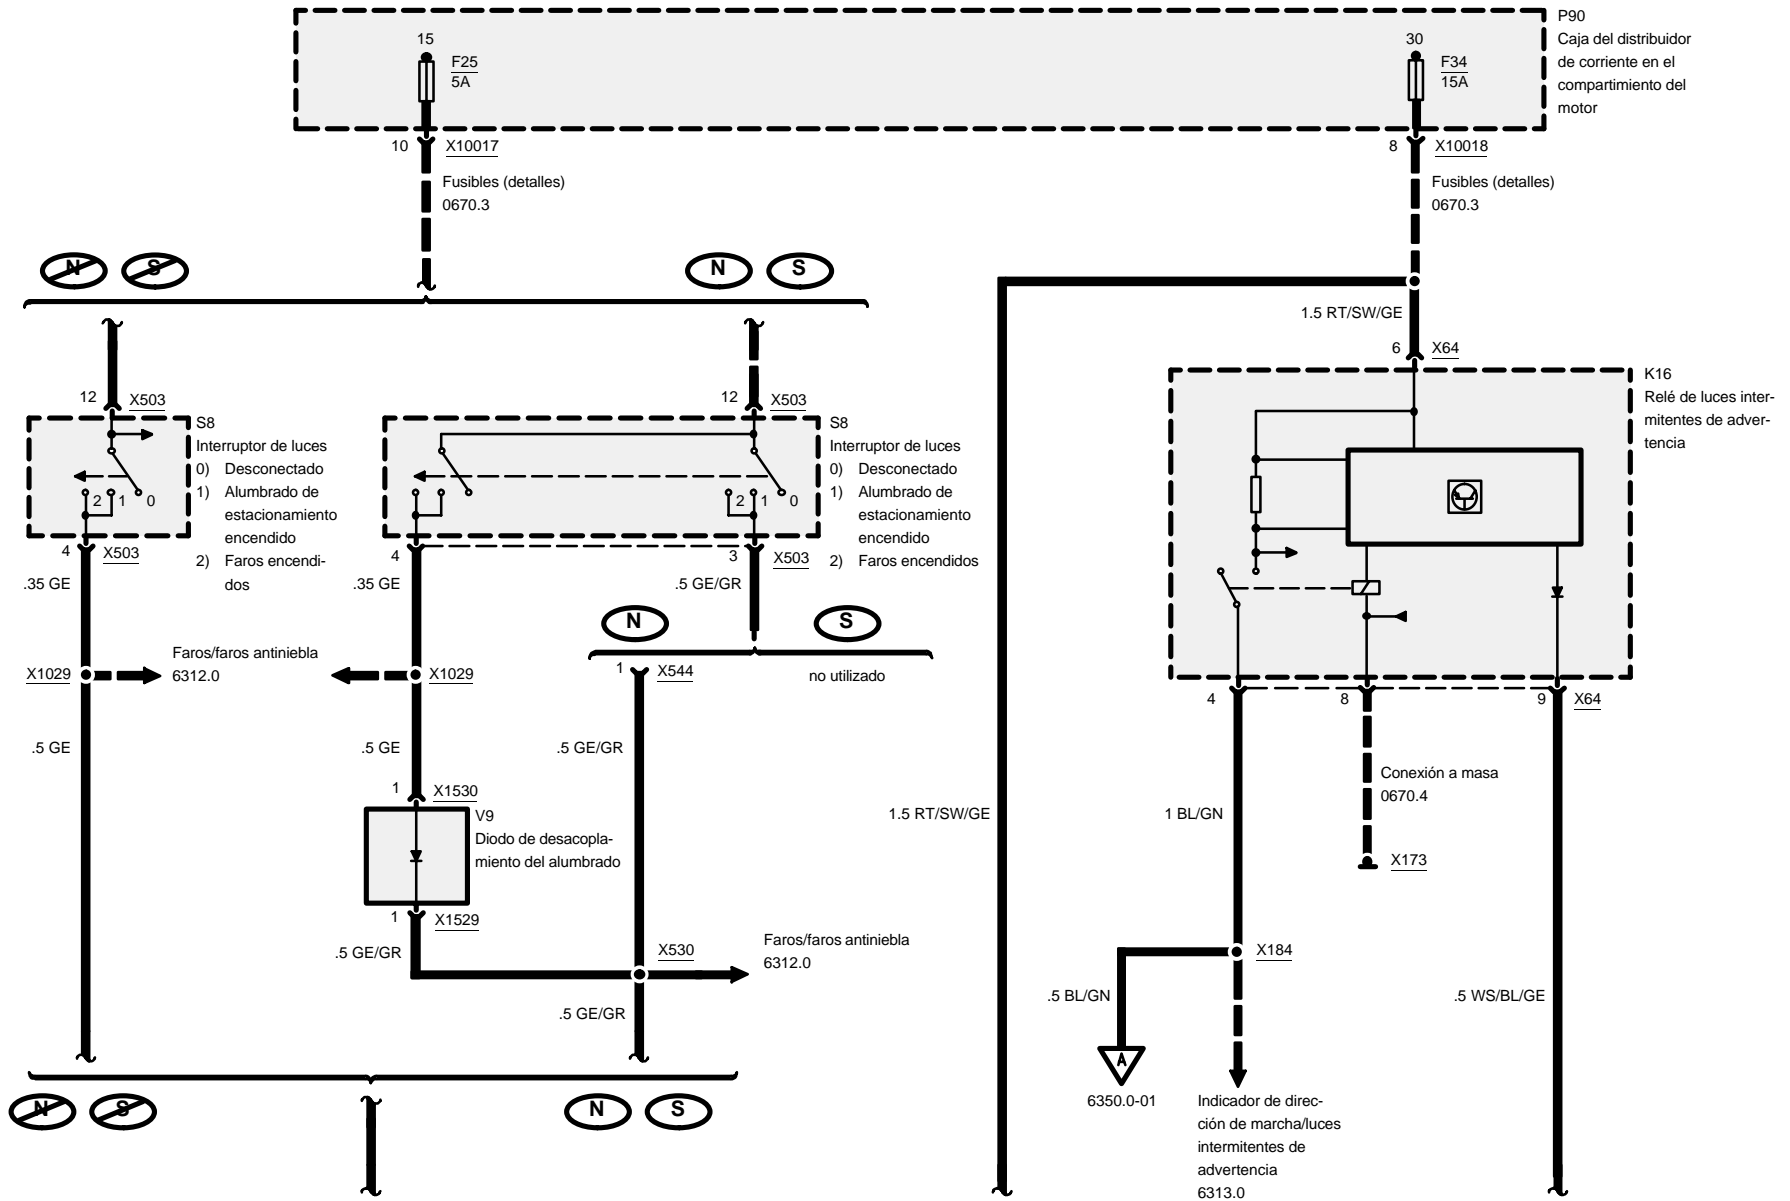 P90
Caja del distribuidor
de corriente en el
compartimiento del
motor
15
F25
5A
30
F34
15A
10
X10017
8
X10018
Fusibles (detalles)
0670.3
Fusibles (detalles)
0670.3
N
S
N
S
1.5 RT/SW/GE
6
X64
12
X503
12
X503
K16
Relé de luces inter-
mitentes de adver-
tencia
S8
Interruptor de luces
0) Desconectado
1) Alumbrado de
estacionamiento
encendido
2) Faros encendi-
dos
2
1
0
S8
Interruptor de luces
0) Desconectado
1) Alumbrado de
estacionamiento
encendido
2) Faros encendidos
2
1
0
4
X503
4
3
X503
.35 GE
.35 GE
.5 GE/GR
N
S
X1029
Faros/faros antiniebla
6312.0
X1029
1
X544
no utilizado
4
8
9
X64
.5 GE
.5 GE
.5 GE/GR
Conexión a masa
0670.4
1
X1530
V9
Diodo de desacopla-
miento del alumbrado
1.5 RT/SW/GE
1 BL/GN
X173
1
X1529
.5 GE/GR
X530
Faros/faros antiniebla
6312.0
X184
.5 GE/GR
.5 BL/GN
.5 WS/BL/GE
A
6350.0-01
N
S
N
S
Indicador de direc-
ción de marcha/luces
intermitentes de
advertencia
6313.0